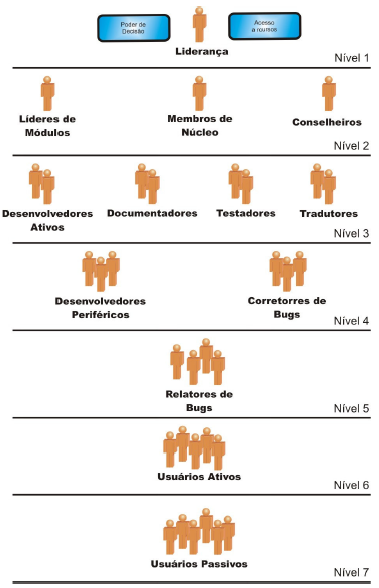 Poder de
Decisão
Acesso
a rcursos
Liderança
Nível 1
Líderes de
Módulos
Membros de
Núcleo
Conselheiros
Nível 2
Desenvolvedores
Ativos
Documentadores
Testadores
Tradutores
Nível 3
Desenvolvedores
Periféricos
Corretorres de
Bugs
Nível 4
Relatores de
Bugs
Nível 5
Usuários Ativos
Nível 6
Usuários Passivos
Nível 7